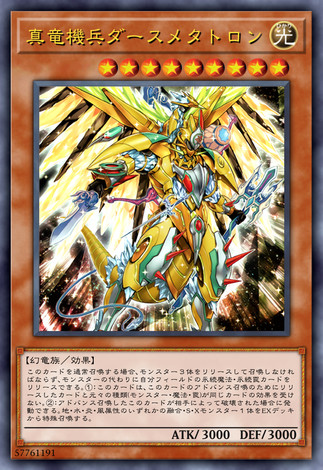 真竜機兵ダースメタトロン
光
【幻竜族／効果】
このカードを通常召喚する場合、モンスター３体をリリースして召喚しなければならず、モンスターの代わりに自分フィールドの永続魔法・永続罠カードをリリースできる。①：このカードは、このカードのアドバンス召喚のためにリリースしたカードと元々の種類（モンスター・魔法・罠）が同じカードの効果を受けない。②：アドバンス召喚したこのカードが相手によって破壊された場合に発動できる。地・水・炎・風属性のいずれかの融合・Ｓ・Ｘモンスター１体をＥＸデッキから特殊召喚する。
ATK/ 3000 DEF/ 3000
57761191